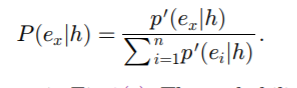 P(e_x|h) = \frac{p'(e_x|h)}{\sum_{i=1}^{n} p'(e_i|h)}.